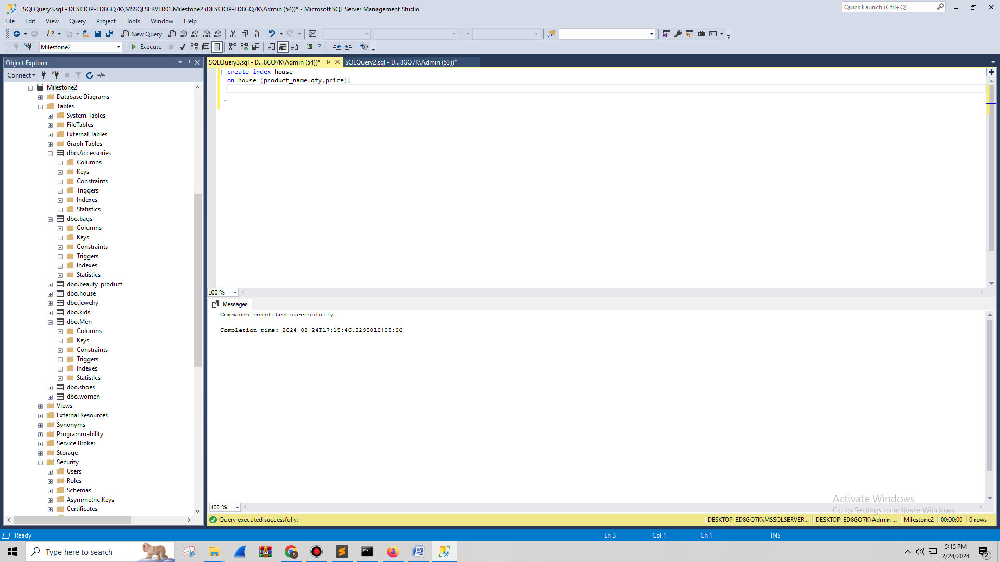 SQLQuery3.sql - DESKTOP-ED8GQ7K\MSSQLSERVER01.Milestone2 (DESKTOP-ED8GQ7K\Admin (54))* - Microsoft SQL Server Management Studio
Quick Launch (Ctrl+Q)
File Edit View Query Project Tools Window Help
New Query
MDX DMX XMLA DAX
Milestone2
Execute
Object Explorer
Connect
Milestone2
Database Diagrams
Tables
System Tables
FileTables
External Tables
Graph Tables
dbo.Accessories
Columns
Keys
Constraints
Triggers
Indexes
Statistics
dbo.bags
Columns
Keys
Constraints
Triggers
Indexes
Statistics
dbo.beauty_product
dbo.house
dbo.jewelry
dbo.kids
dbo.Men
Columns
Keys
Constraints
Triggers
Indexes
Statistics
dbo.shoes
dbo.women
Views
External Resources
Synonyms
Programmability
Service Broker
Storage
Security
Users
Roles
Schemas
Asymmetric Keys
Certificates
SQLQuery3.sql - D...8GQ7K\Admin (54))*
SQLQuery2.sql - D...8GQ7K\Admin (53))*
create index house
on house (product_name,qty,price);
100 %
Messages
Commands completed successfully.
Completion time: 2024-02-24T17:15:46.8298010+05:30
Activate Windows
Go to Settings to activate Windows.
100 %
Query executed successfully.
DESKTOP-ED8GQ7K\MSSQLSERVER...
DESKTOP-ED8GQ7K\Admin ...
Milestone2
00:00:00
0 rows
Ready
Ln 3
Col 1
Ch 1
INS
Type here to search
S
5:15 PM
2/24/2024
2